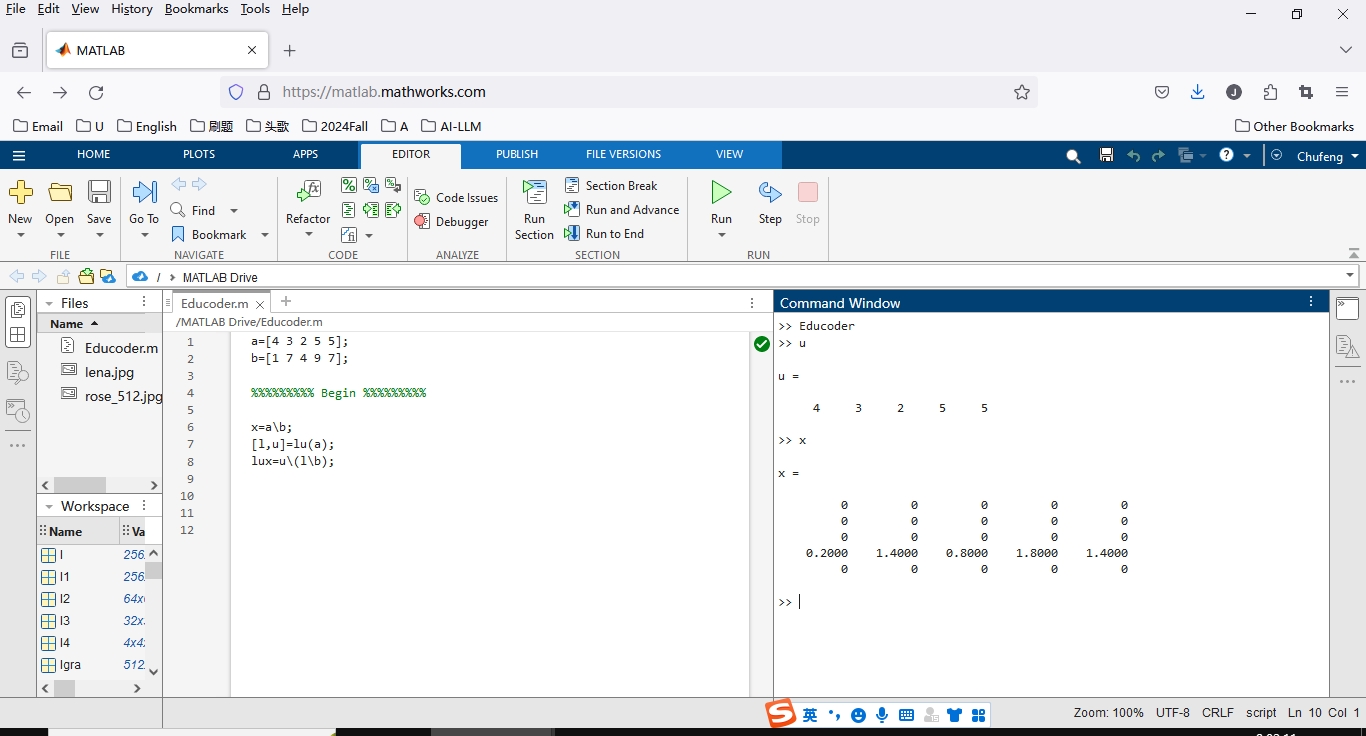 File Edit View History Bookmarks Tools Help
MATLAB
https://matlab.mathworks.com
Email U English 刷题 头歌 2024Fall A AI-LLM Other Bookmarks
HOME PLOTS APPS EDITOR PUBLISH FILE VERSIONS VIEW Chufeng
New Open Save Go To Find Bookmark Refactor Code Issues Debugger Run Section Section Break Run and Advance Run to End Run Step Stop
FILE NAVIGATE CODE ANALYZE SECTION RUN
/ MATLAB Drive
Files
Name
Educoder.m
lena.jpg
rose_512.jpg
Workspace
Name Va
I 256
I1 256
I2 64x
I3 32x
I4 4x4
Igra 512
Educoder.m
/MATLAB Drive/Educoder.m
1 a=[4 3 2 5 5];
2 b=[1 7 4 9 7];
3
4 %%%%%%%%% Begin %%%%%%%%%
5
6 x=a\b;
7 [l,u]=lu(a);
8 lux=u\(l\b);
9
10
11
12
Command Window
>> Educoder
>> u
u =
4 3 2 5 5
>> x
x =
0 0 0 0 0
0 0 0 0 0
0 0 0 0 0
0.2000 1.4000 0.8000 1.8000 1.4000
0 0 0 0 0
>>
英
Zoom: 100% UTF-8 CRLF script Ln 10 Col 1